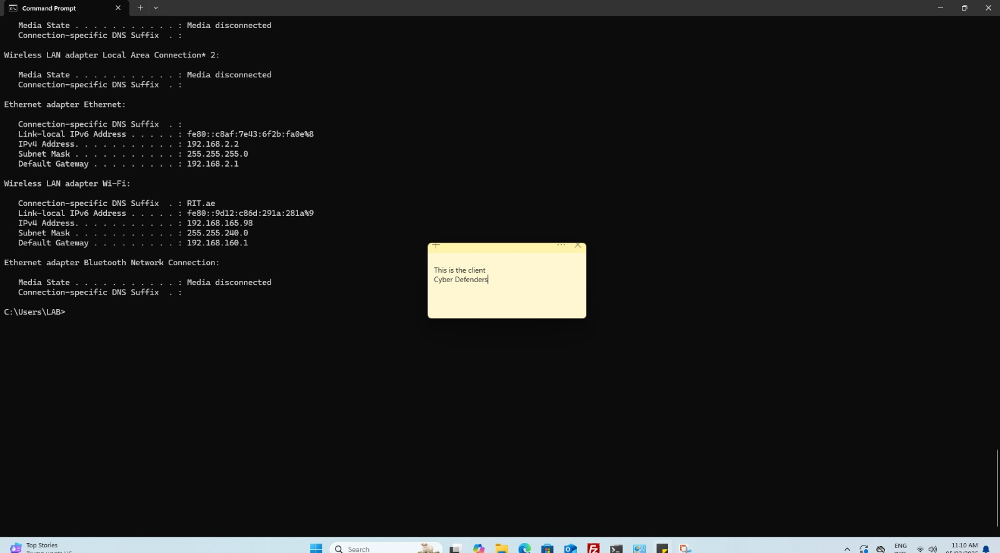 Command Prompt
Media State . . . . . . . . . . . : Media disconnected
Connection-specific DNS Suffix  . :
Wireless LAN adapter Local Area Connection* 2:
Media State . . . . . . . . . . . : Media disconnected
Connection-specific DNS Suffix  . :
Ethernet adapter Ethernet:
Connection-specific DNS Suffix  . :
Link-local IPv6 Address . . . . . : fe80::c8af:7e43:6f2b:fa0e%8
IPv4 Address. . . . . . . . . . . : 192.168.2.2
Subnet Mask . . . . . . . . . . . : 255.255.255.0
Default Gateway . . . . . . . . . : 192.168.2.1
Wireless LAN adapter Wi-Fi:
Connection-specific DNS Suffix  . : RIT.ae
Link-local IPv6 Address . . . . . : fe80::9d12:c86d:291a:281a%9
IPv4 Address. . . . . . . . . . . : 192.168.165.98
Subnet Mask . . . . . . . . . . . : 255.255.240.0
Default Gateway . . . . . . . . . : 192.168.160.1
Ethernet adapter Bluetooth Network Connection:
Media State . . . . . . . . . . . : Media disconnected
Connection-specific DNS Suffix  . :
C:\Users\LAB>
This is the client
Cyber Defenders
Top Stories
Search
ENG
11:10 AM